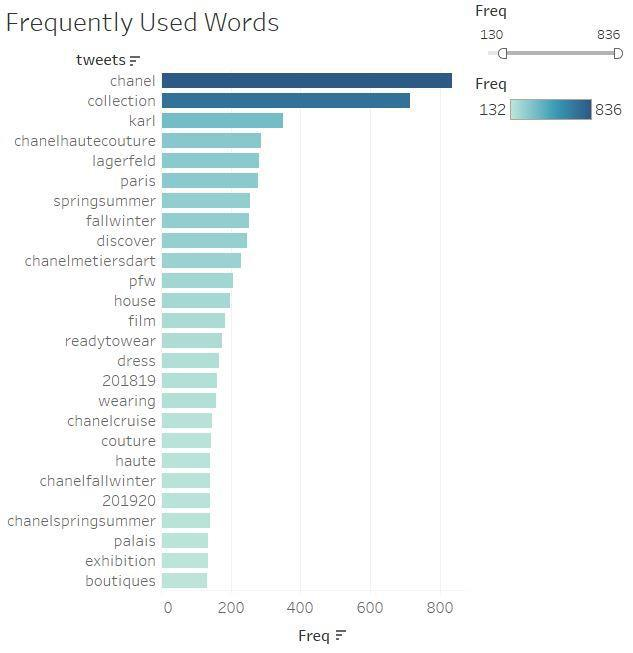 Frequently Used Words
tweets
chanel
collection
karl
chanelhautecouture
lagerfeld
paris
springsummer
fallwinter
discover
chanelmetiersdart
pfw
house
film
readytowear
dress
201819
wearing
chanelcruise
couture
haute
chanelfallwinter
201920
chanelspringsummer
palais
exhibition
boutiques
0 200 400 600 800
Freq
Freq
130 836
Freq
132 836